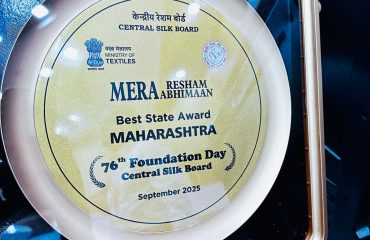 केन्द्रीय रेशम बोर्ड
CENTRAL SILK BOARD
वस्त्र मंत्रालय
MINISTRY OF
TEXTILES
MERA RESHAM
ABHIMAAN
Best State Award
MAHARASHTRA
76th Foundation Day
Central Silk Board
September 2025